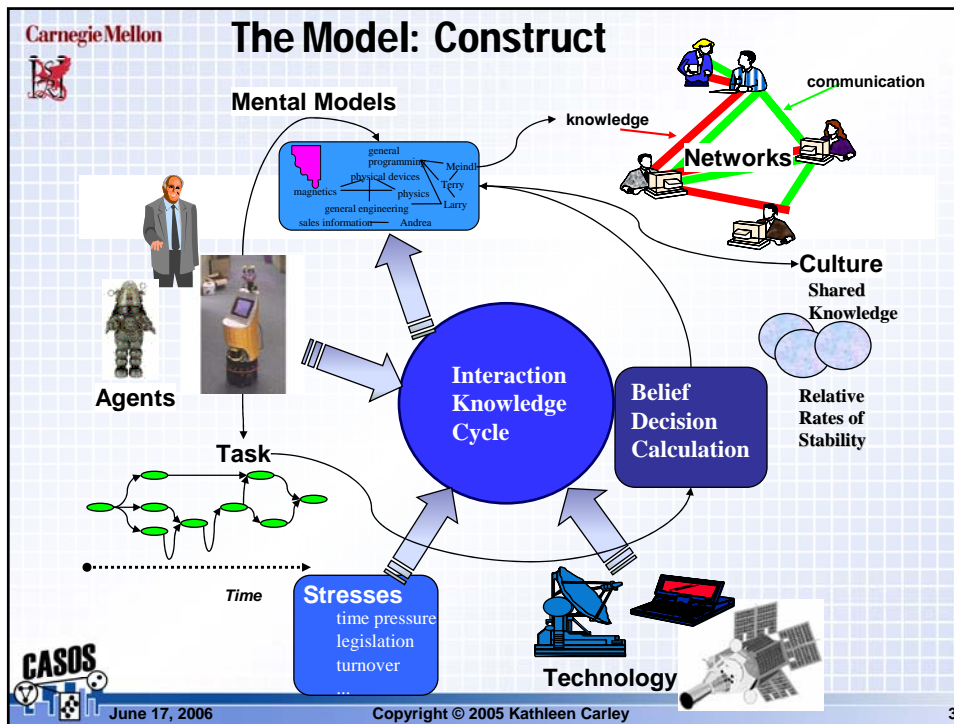 Carnegie Mellon
The Model: Construct
Mental Models
general
programming
Meindl
physical devices
Terry
magnetics
physics
Larry
general engineering
sales information
Andrea
knowledge
communication
Networks
Culture
Shared
Knowledge
Relative
Rates of
Stability
Agents
Interaction
Knowledge
Cycle
Belief
Decision
Calculation
Task
Time
Stresses
time pressure
legislation
turnover
...
Technology
CASOS
June 17, 2006
Copyright © 2005 Kathleen Carley
3